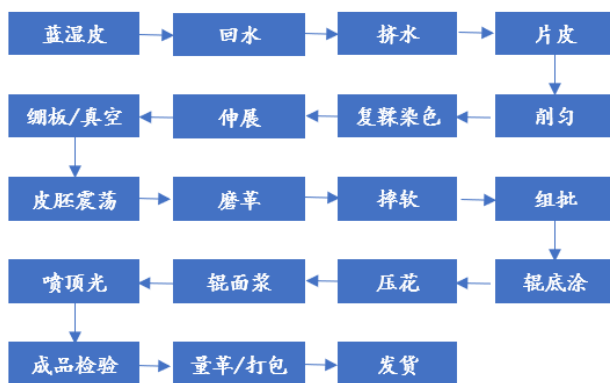 蓝湿皮 回水 挤水 片皮
绷板/真空 伸展 复鞣染色 削匀
皮胚震荡 磨革 摔软 组批
喷顶光 辊面浆 压花 辊底涂
成品检验 量革/打包 发货